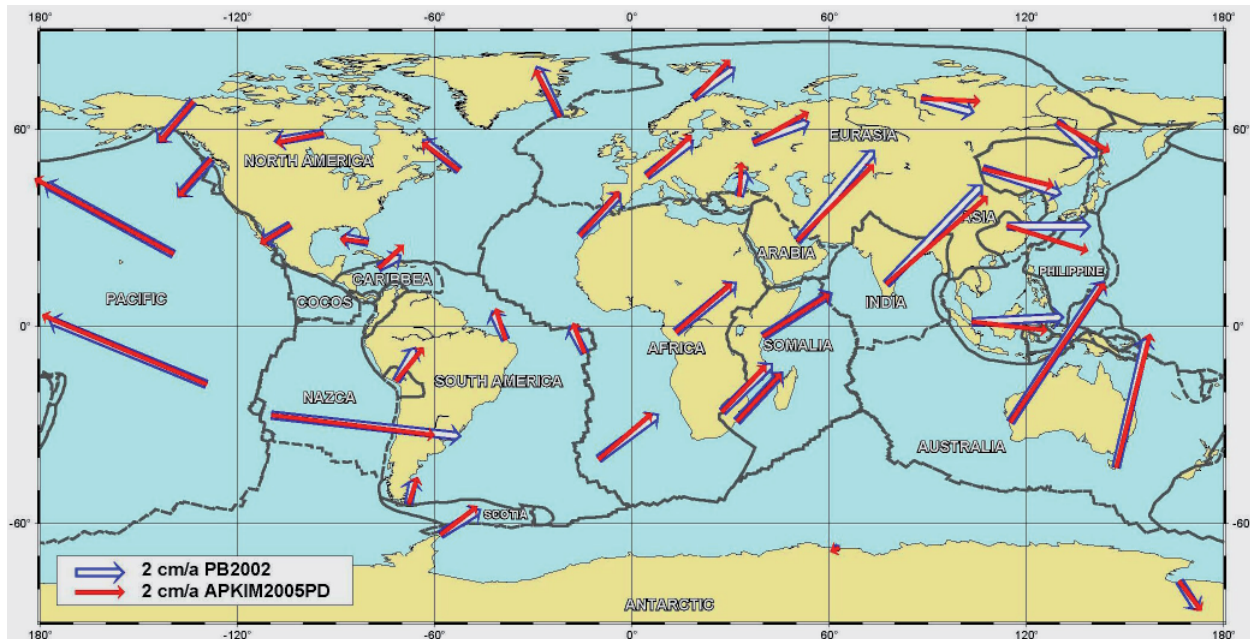 180° -120° -60° 0° 60° 120° 180°
60° 60°
EURASIA
NORTH AMERICA
ASIA
ARABIA
PHILIPPINE
CARIBBEA
PACIFIC COCOS INDIA
0° 0°
AFRICA SOMALIA
SOUTH AMERICA
NAZCA
AUSTRALIA
SCOTIA
-60° -60
2 cm/a PB2002
2 cm/a APKIM2005PD
ANTARCTIC
180° -120° -60° 0° 60° 120° 180°